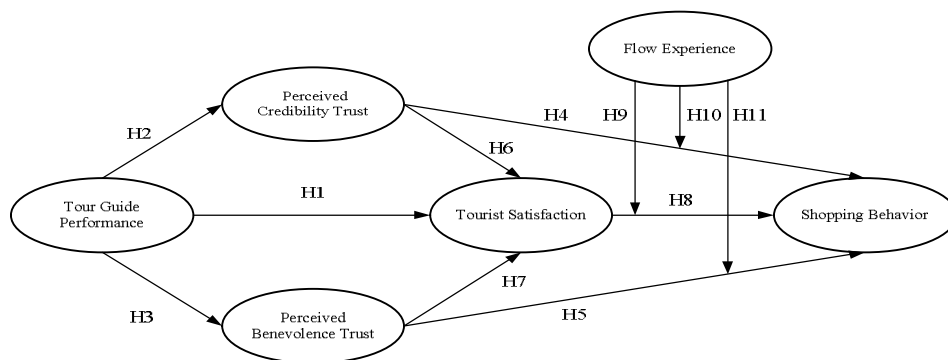 Flow Experience
Perceived
Credibility Trust
H4
H9
H10
H11
H2
H6
Tour Guide
Performance
H1
Tourist Satisfaction
H8
Shopping Behavior
H7
H3
Perceived
Benevolence Trust
H5